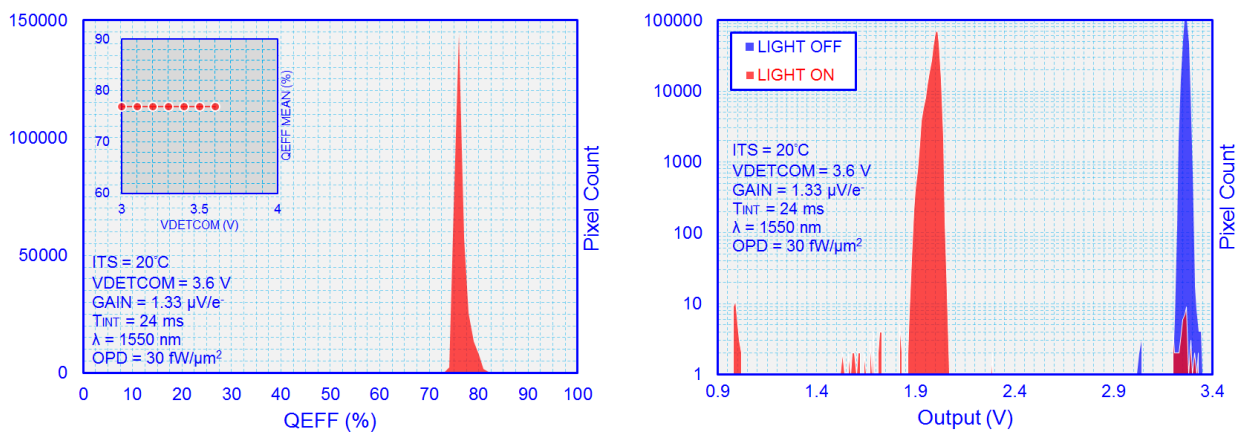 150000
100000
50000
0
0
10
20
30
40
50
60
70
80
90
100
QEFF (%)
Pixel Count
90
80
70
60
3
3.5
4
VDETCOM (V)
QEFF MEAN (%)
ITS = 20°C
VDETCOM = 3.6 V
GAIN = 1.33 µV/e-
TINT = 24 ms
λ = 1550 nm
OPD = 30 fW/µm²
100000
10000
1000
100
10
1
0.9
1.4
1.9
2.4
2.9
3.4
Output (V)
Pixel Count
LIGHT OFF
LIGHT ON
ITS = 20°C
VDETCOM = 3.6 V
GAIN = 1.33 µV/e-
TINT = 24 ms
λ = 1550 nm
OPD = 30 fW/µm²